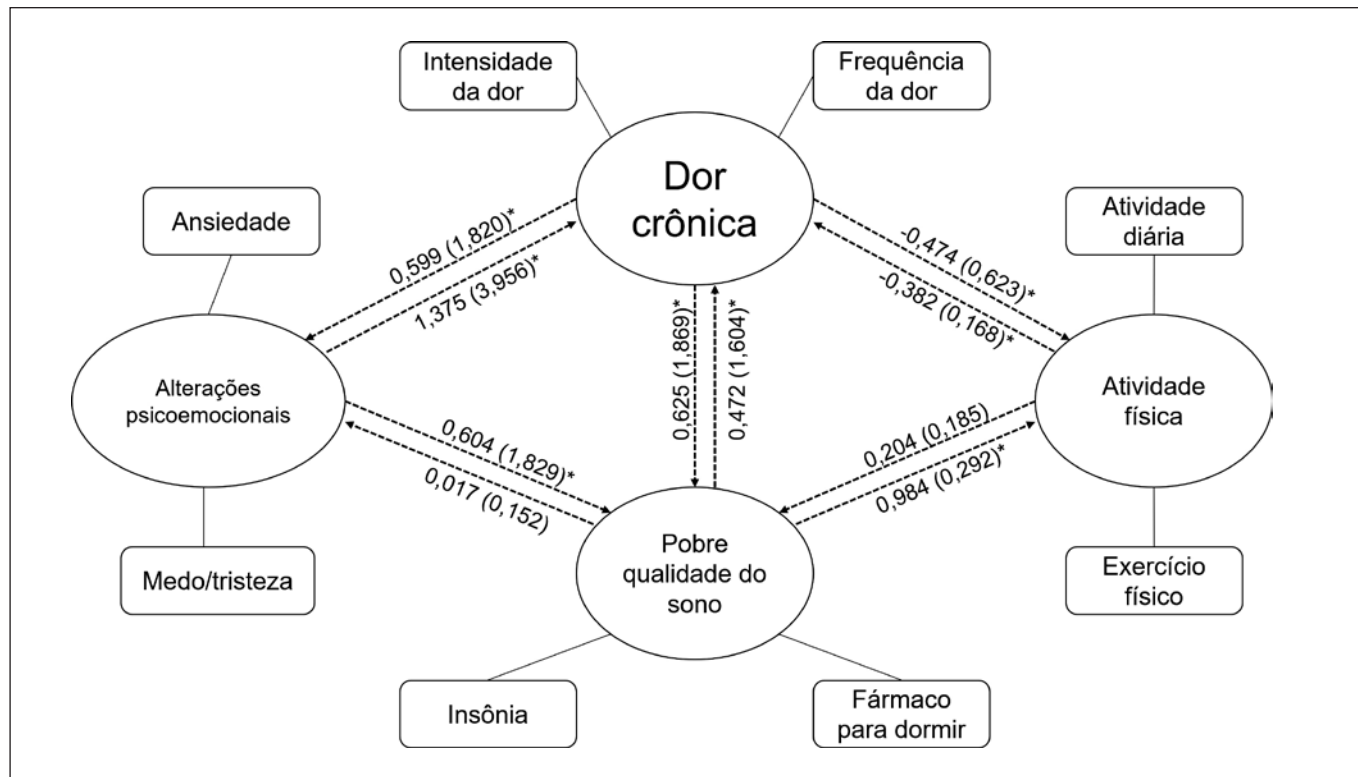 Intensidade
da dor
Frequência
da dor
Dor
crônica
Ansiedade
Atividade
diária
0,599 (1,820)*
1,375 (3,956)*
-0,474 (0,623)*
-0,382 (0,168)*
0,625 (1,869)*
0,472 (1,604)*
Alterações
psicoemocionais
Atividade
física
0,604 (1,829)*
0,017 (0,152)
0,204 (0,185)
0,984 (0,292)*
Medo/tristeza
Pobre
qualidade do
sono
Exercício
físico
Insônia
Fármaco
para dormir